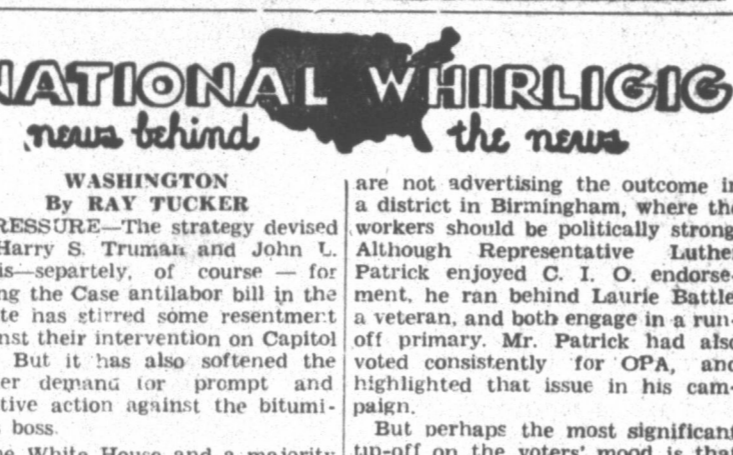 NATIONAL WHIRLIGIG
news behind the news
WASHINGTON
By RAY TUCKER
RESSURE—The strategy devised
Harry S. Truman and John L.
is—separtely, of course — for
ng the Case antilabor bill in the
te has stirred some resentment
nst their intervention on Capitol
But it has also softened the
er demand for prompt and
tive action against the bitumi-
boss.
he White House and a majority
are not advertising the outcome in
a district in Birmingham, where the
workers should be politically strong.
Although Representative Luther
Patrick enjoyed C. I. O. endorse-
ment, he ran behind Laurie Battle,
a veteran, and both engage in a run-
off primary. Mr. Patrick had also
voted consistently for OPA, and
highlighted that issue in his cam-
paign.
But perhaps the most significant
tip-off on the voters' mood is that